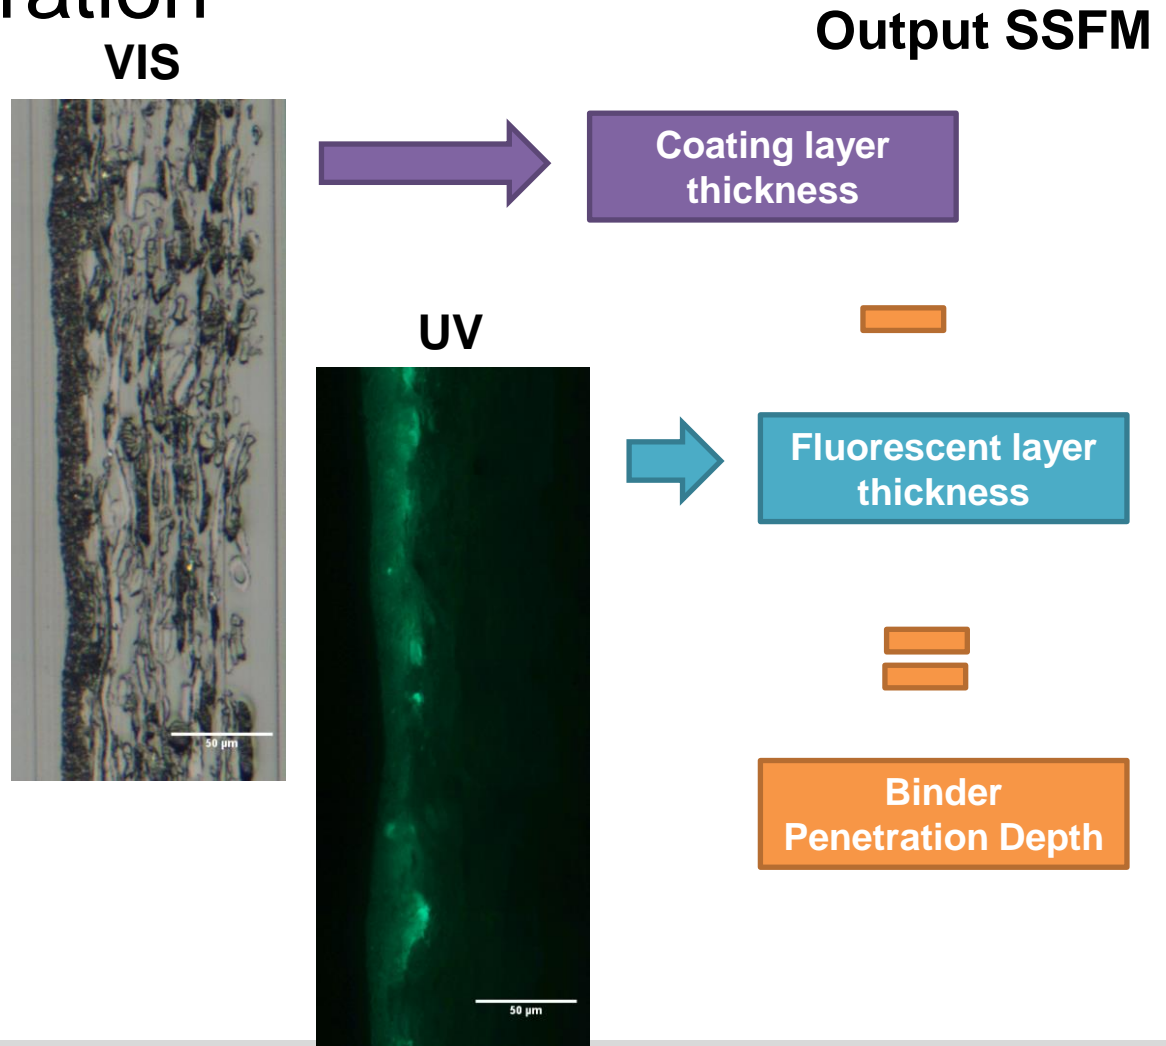 Output SSFM
VIS
Coating layer
thickness
UV
Fluorescent layer
thickness
50 µm
Binder
Penetration Depth
50 µm